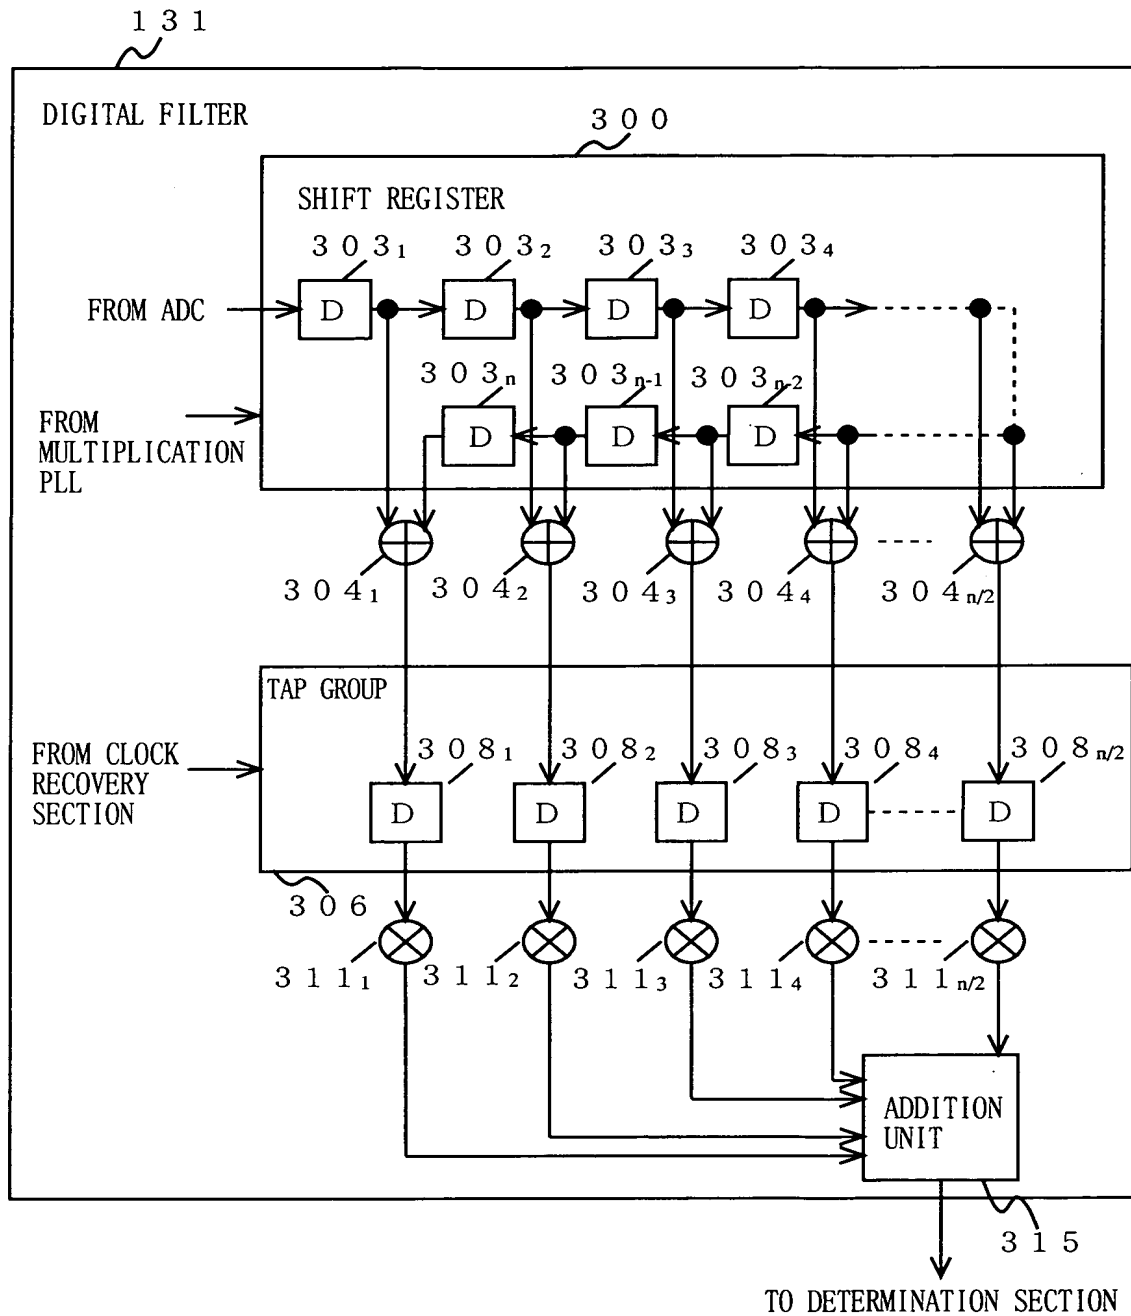 131
DIGITAL FILTER
300
SHIFT REGISTER
303₁ 303₂ 303₃ 303₄
FROM ADC
D D D D
303ₙ 303ₙ₋₁ 303ₙ₋₂
FROM
MULTIPLICATION
PLL
D D D
304₁ 304₂ 304₃ 304₄ 304n/2
TAP GROUP
FROM CLOCK
RECOVERY
SECTION
308₁ 308₂ 308₃ 308₄ 308n/2
D D D D D
306
311₁ 311₂ 311₃ 311₄ 311n/2
ADDITION
UNIT
315
TO DETERMINATION SECTION